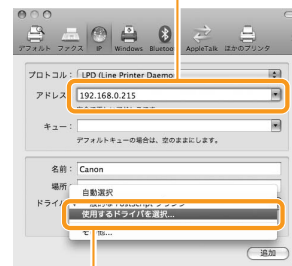 デフォルト ファクス IP Windows Bluetoo AppleTalk ほかのプリンタ
プロトコル： LPD (Line Printer Daemon
アドレス 192.168.0.215
キュー：
デフォルトキューの場合は、空のままにします。
名前： Canon
場所
自動選択
ドライ
使用するドライバを選択...
追加